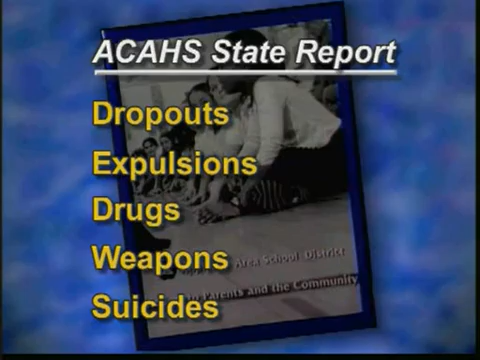 ACAHS State Report
Dropouts
Expulsions
Drugs
Weapons
Suicides
Area School District
Parents and the Community